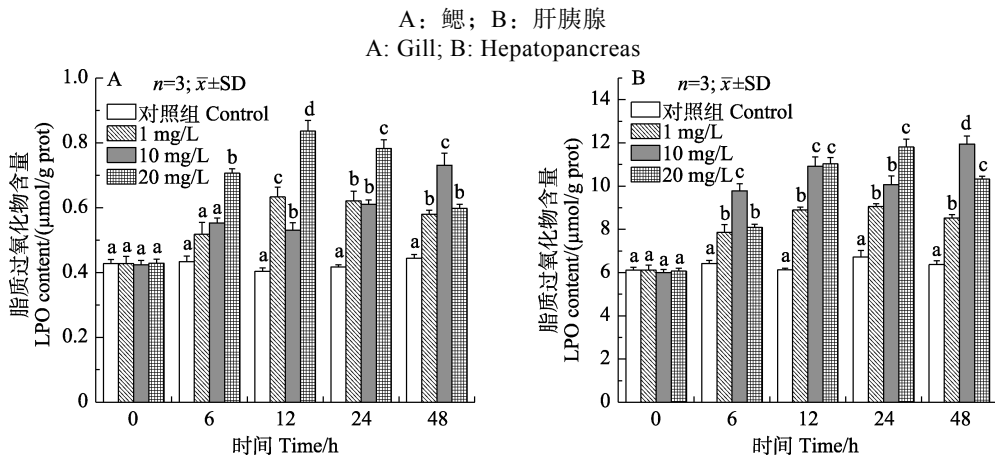 A：鳃；B：肝胰腺
A: Gill; B: Hepatopancreas
A
n=3; x̄±SD
对照组 Control
1 mg/L
10 mg/L
20 mg/L
脂质过氧化物含量
LPO content/(μmol/g prot)
1.0
0.8
0.6
0.4
0.2
0
a a a a
a a a b
a c b d
a b b c
a b c b
0 6 12 24 48
时间 Time/h
B
n=3; x̄±SD
对照组 Control
1 mg/L
10 mg/L
20 mg/L
脂质过氧化物含量
LPO content/(μmol/g prot)
14
12
10
8
6
4
2
0
a a a a
a b c b
a b c c
a b b c
a b d c
0 6 12 24 48
时间 Time/h